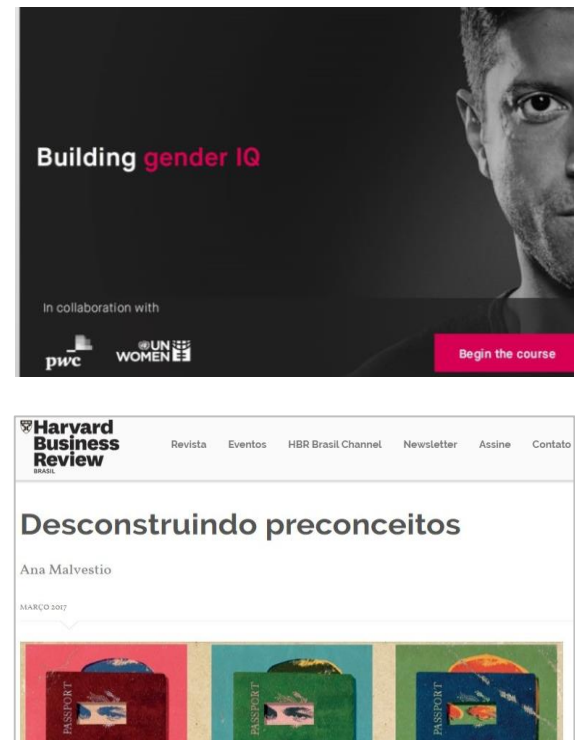 Building gender IQ
In collaboration with
pwc
UN
WOMEN
Begin the course
Harvard
Business
Review
BRASIL
Revista Eventos HBR Brasil Channel Newsletter Assine Contato
Desconstruindo preconceitos
Ana Malvestio
MARÇO 2017
PASSPORT PASSPORT PASSPORT